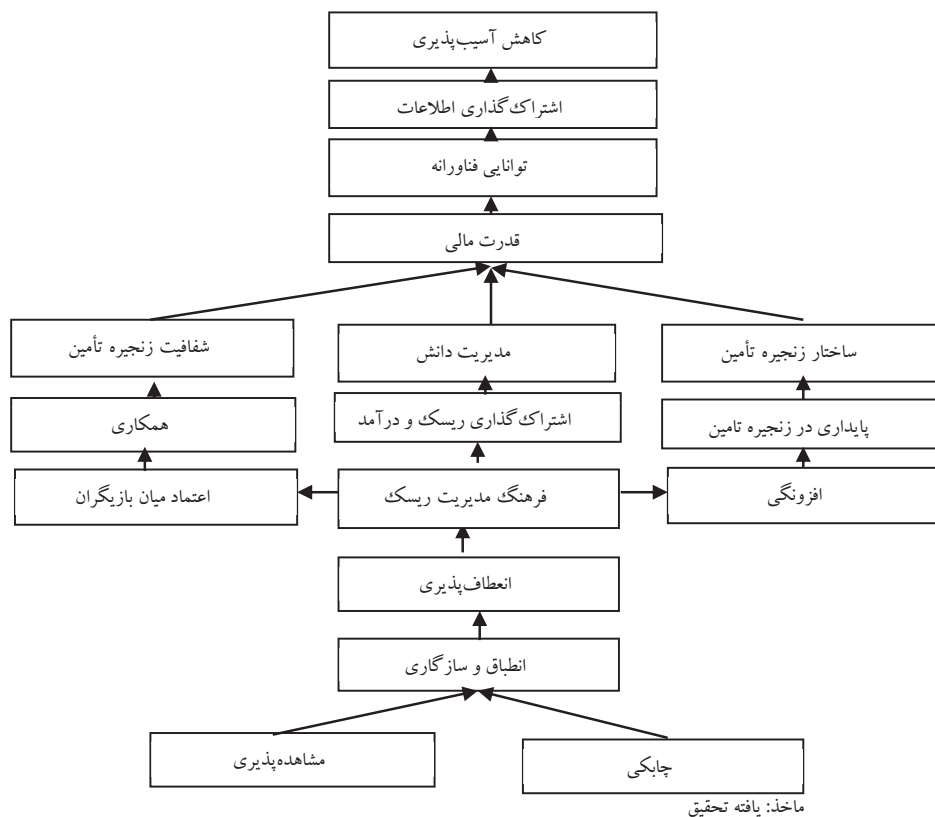 کاهش آسیب‌پذیری
اشتراک‌گذاری اطلاعات
توانایی فناورانه
قدرت مالی
ساختار زنجیره تأمین
مدیریت دانش
شفافیت زنجیره تأمین
پایداری در زنجیره تامین
اشتراک‌گذاری ریسک و درآمد
همکاری
افزونگی
فرهنگ مدیریت ریسک
اعتماد میان بازیگران
انعطاف‌پذیری
انطباق و سازگاری
چابکی
مشاهده‌پذیری
ماخذ: یافته تحقیق